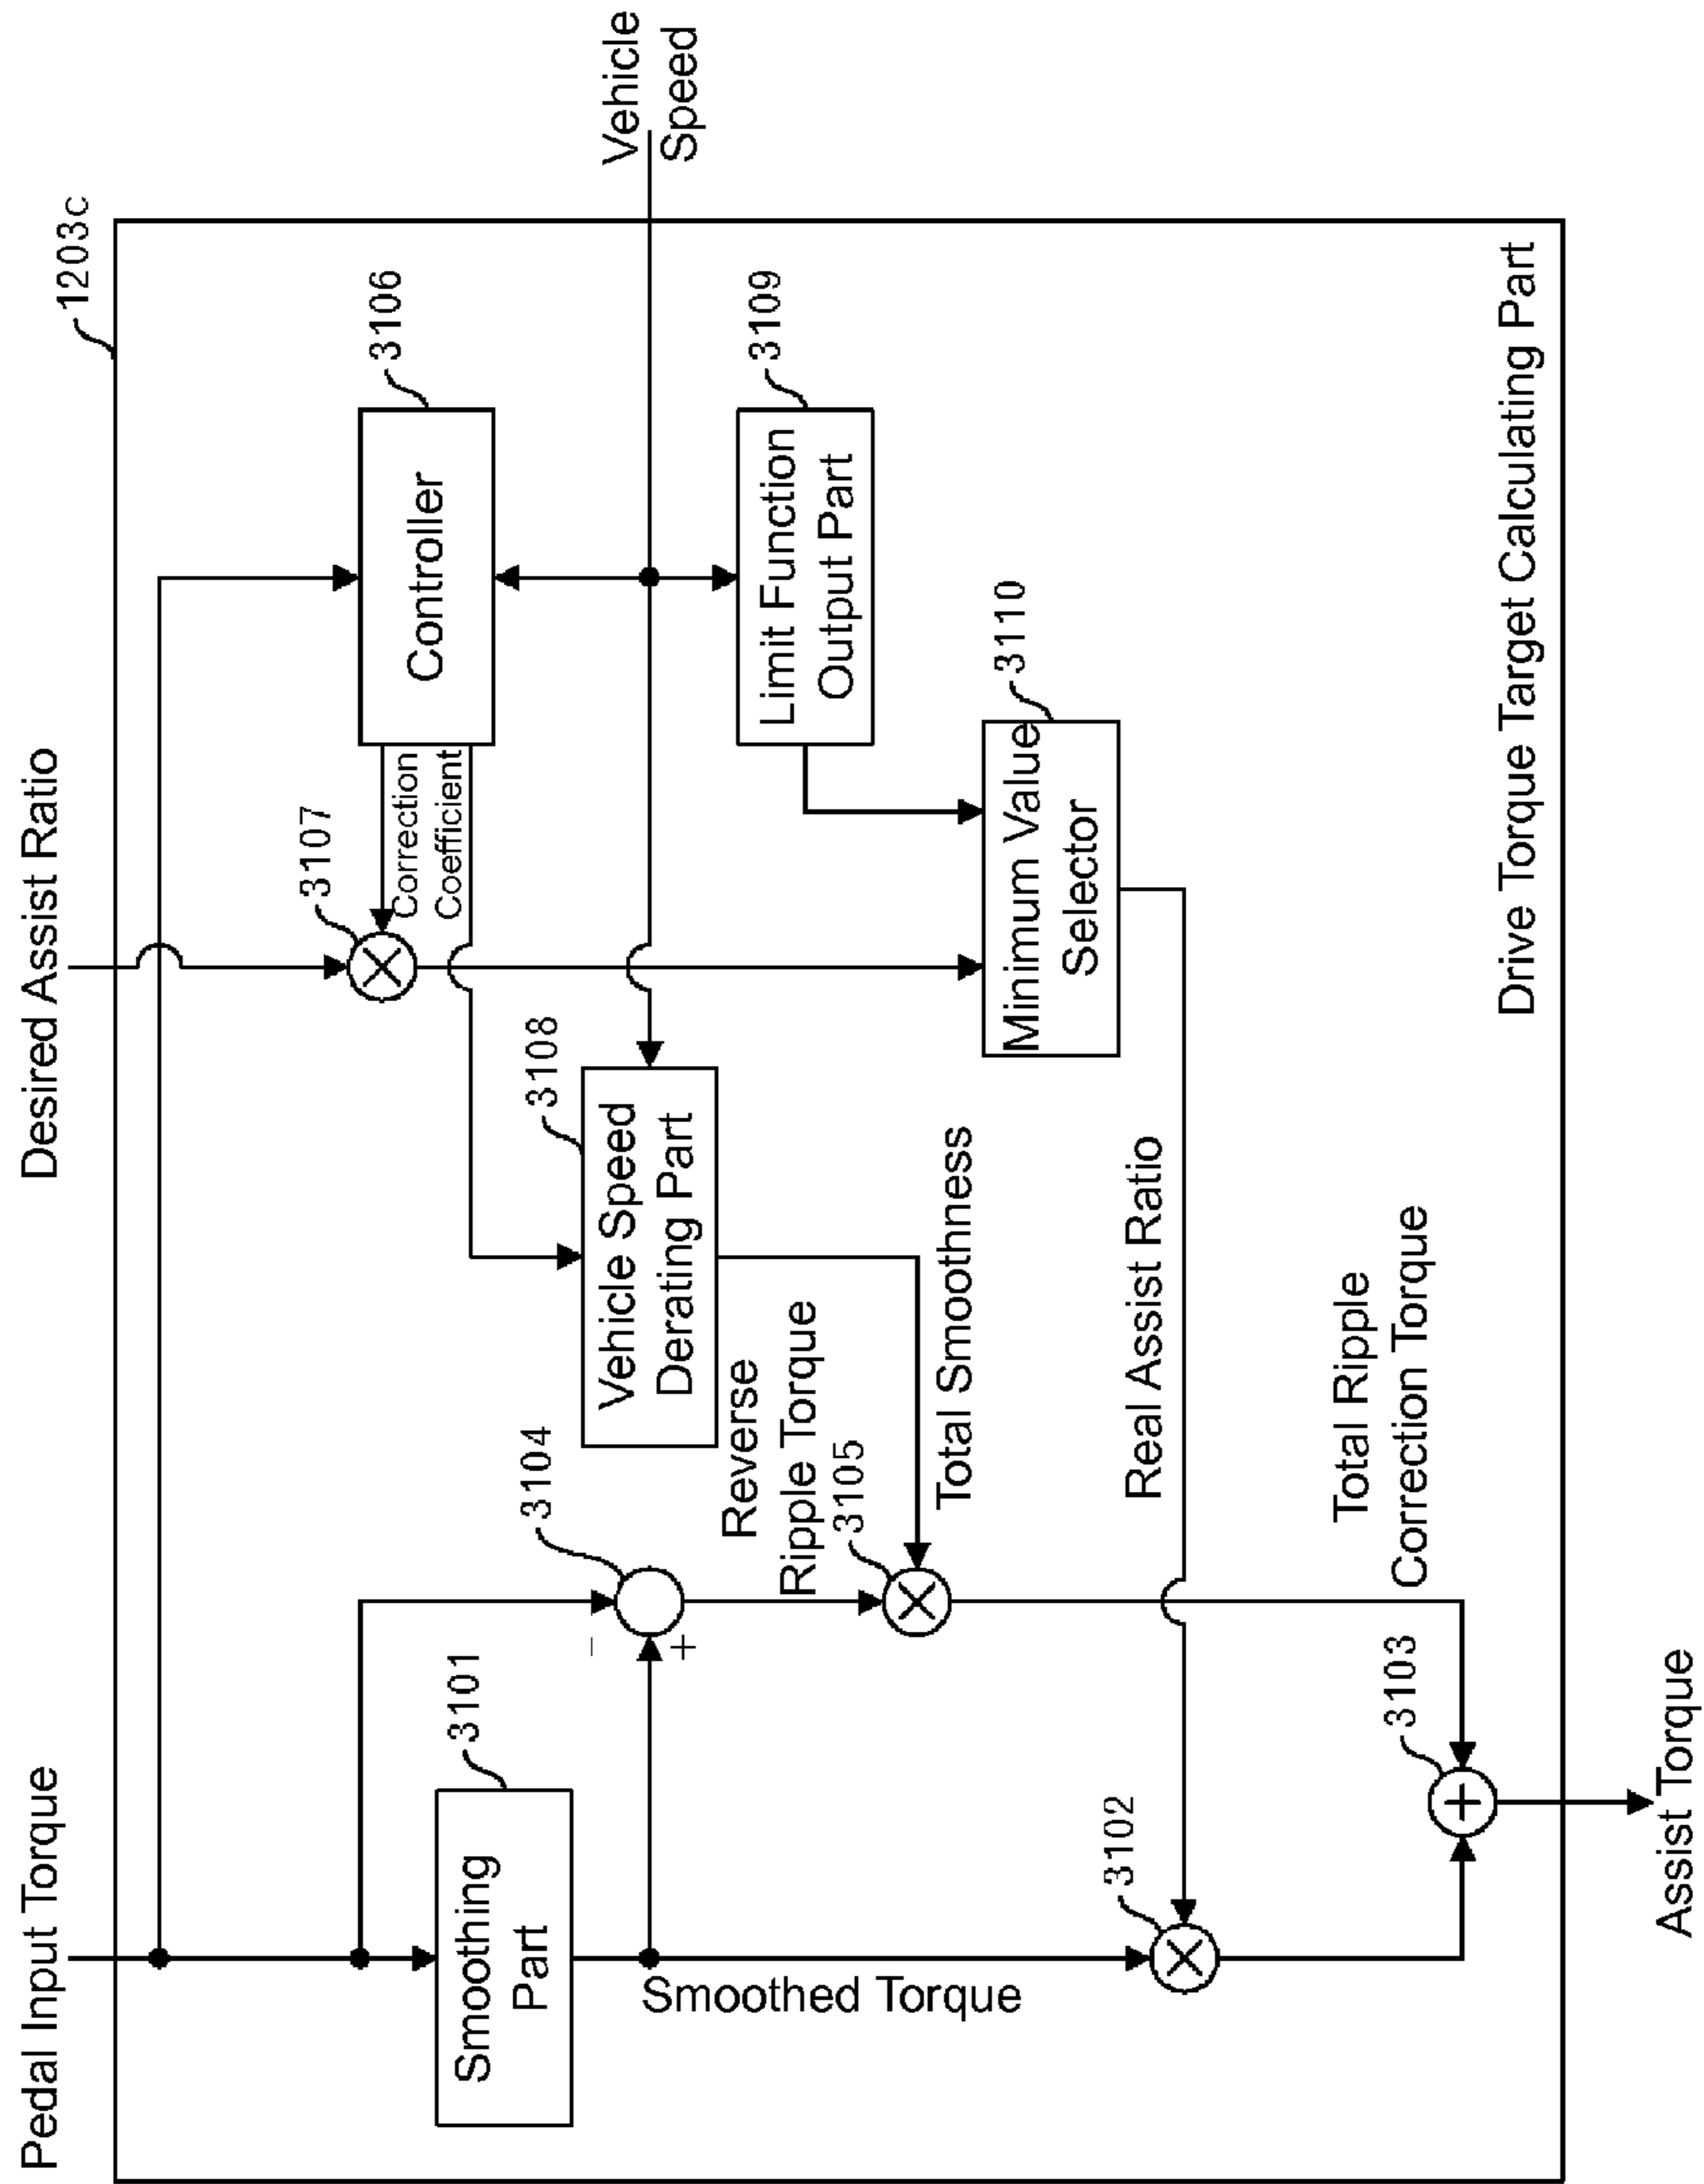 Pedal Input Torque
Desired Assist Ratio
1203c
Vehicle
Speed
3101
Smoothing
Part
3104
-
+
3107
Correction
Coefficient
3106
Controller
3108
Vehicle Speed
Derating Part
3109
Limit Function
Output Part
Smoothed Torque
Reverse
Ripple Torque
3105
Total Smoothness
3110
Minimum Value
Selector
3102
Real Assist Ratio
Total Ripple
Correction Torque
3103
+
Drive Torque Target Calculating Part
Assist Torque